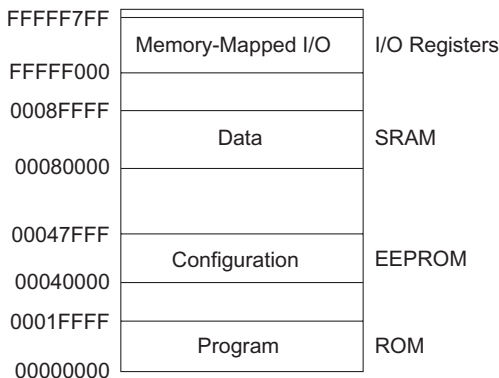 FFFFF7FF
Memory-Mapped I/O I/O Registers
FFFFF000
0008FFFF
Data SRAM
00080000
00047FFF
Configuration EEPROM
00040000
0001FFFF
Program ROM
00000000